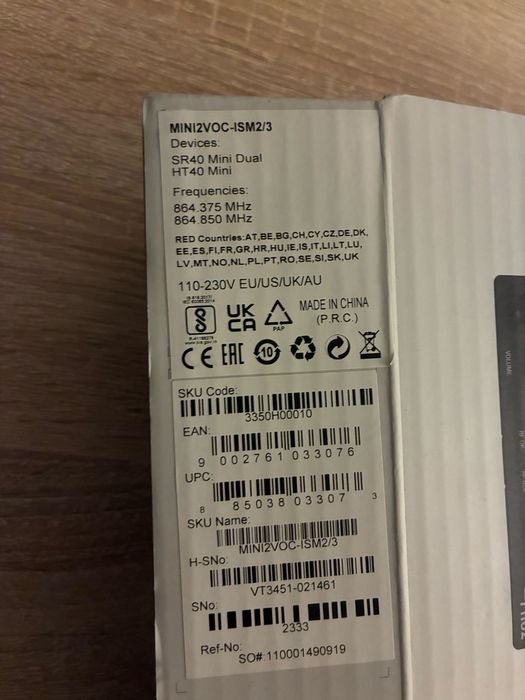 MINI2VOC-ISM2/3
Devices:
SR40 Mini Dual
HT40 Mini
Frequencies:
864.375 MHz
864.850 MHz
RED Countries:AT,BE,BG,CH,CY,CZ,DE,DK,
EE,ES,FI,FR,GR,HR,HU,IE,IS,IT,LI,LT,LU,
LV,MT,NO,NL,PL,PT,RO,SE,SI,SK,UK
110-230V EU/US/UK/AU
UK
CA
PAP
MADE IN CHINA
(P.R.C.)
CE EAC 10
SKU Code:
3350H00010
EAN:
9 002761 033076
UPC:
8 85038 03307 3
SKU Name:
MINI2VOC-ISM2/3
H-SNo:
VT3451-021461
SNo:
2333
Ref-No:
SO#:110001490919
VOLUME